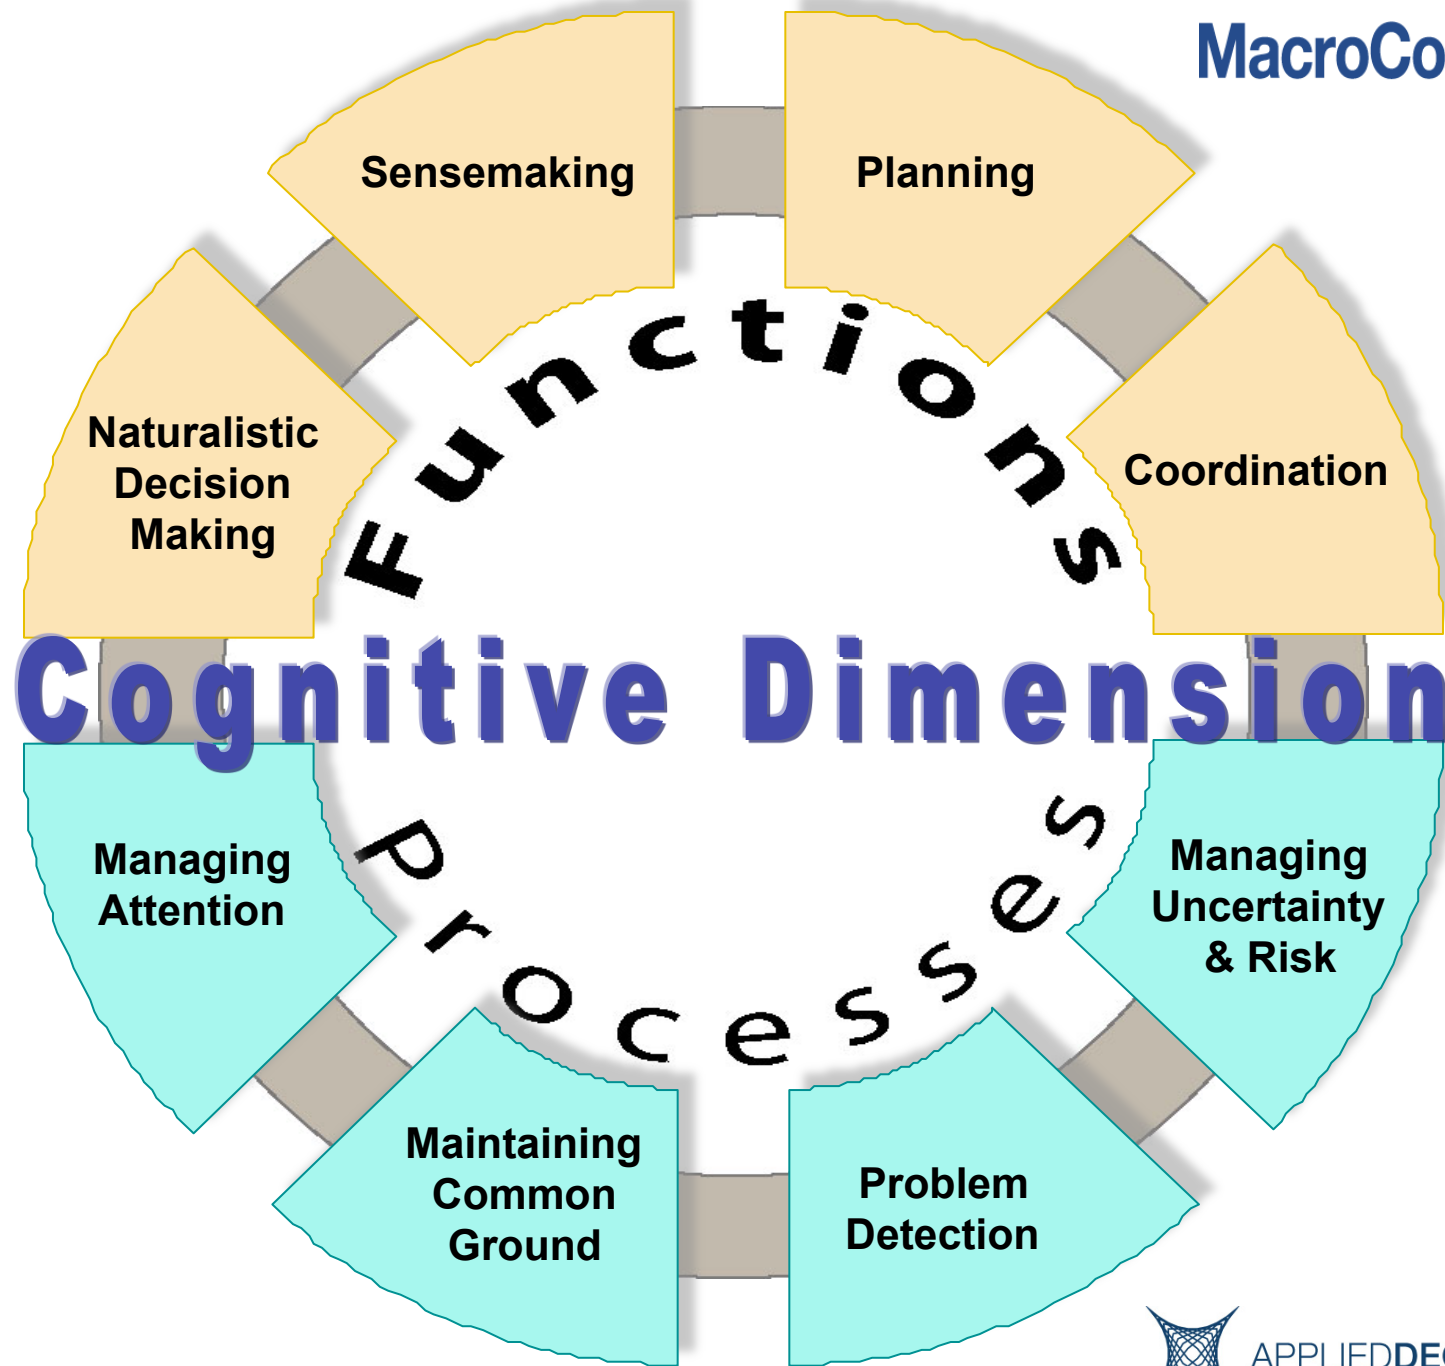 MacroCo
Sensemaking
Planning
Naturalistic
Decision
Making
Coordination
Functions
Cognitive Dimension
Processes
Managing
Attention
Managing
Uncertainty
& Risk
Maintaining
Common
Ground
Problem
Detection
APPLIEDDEC